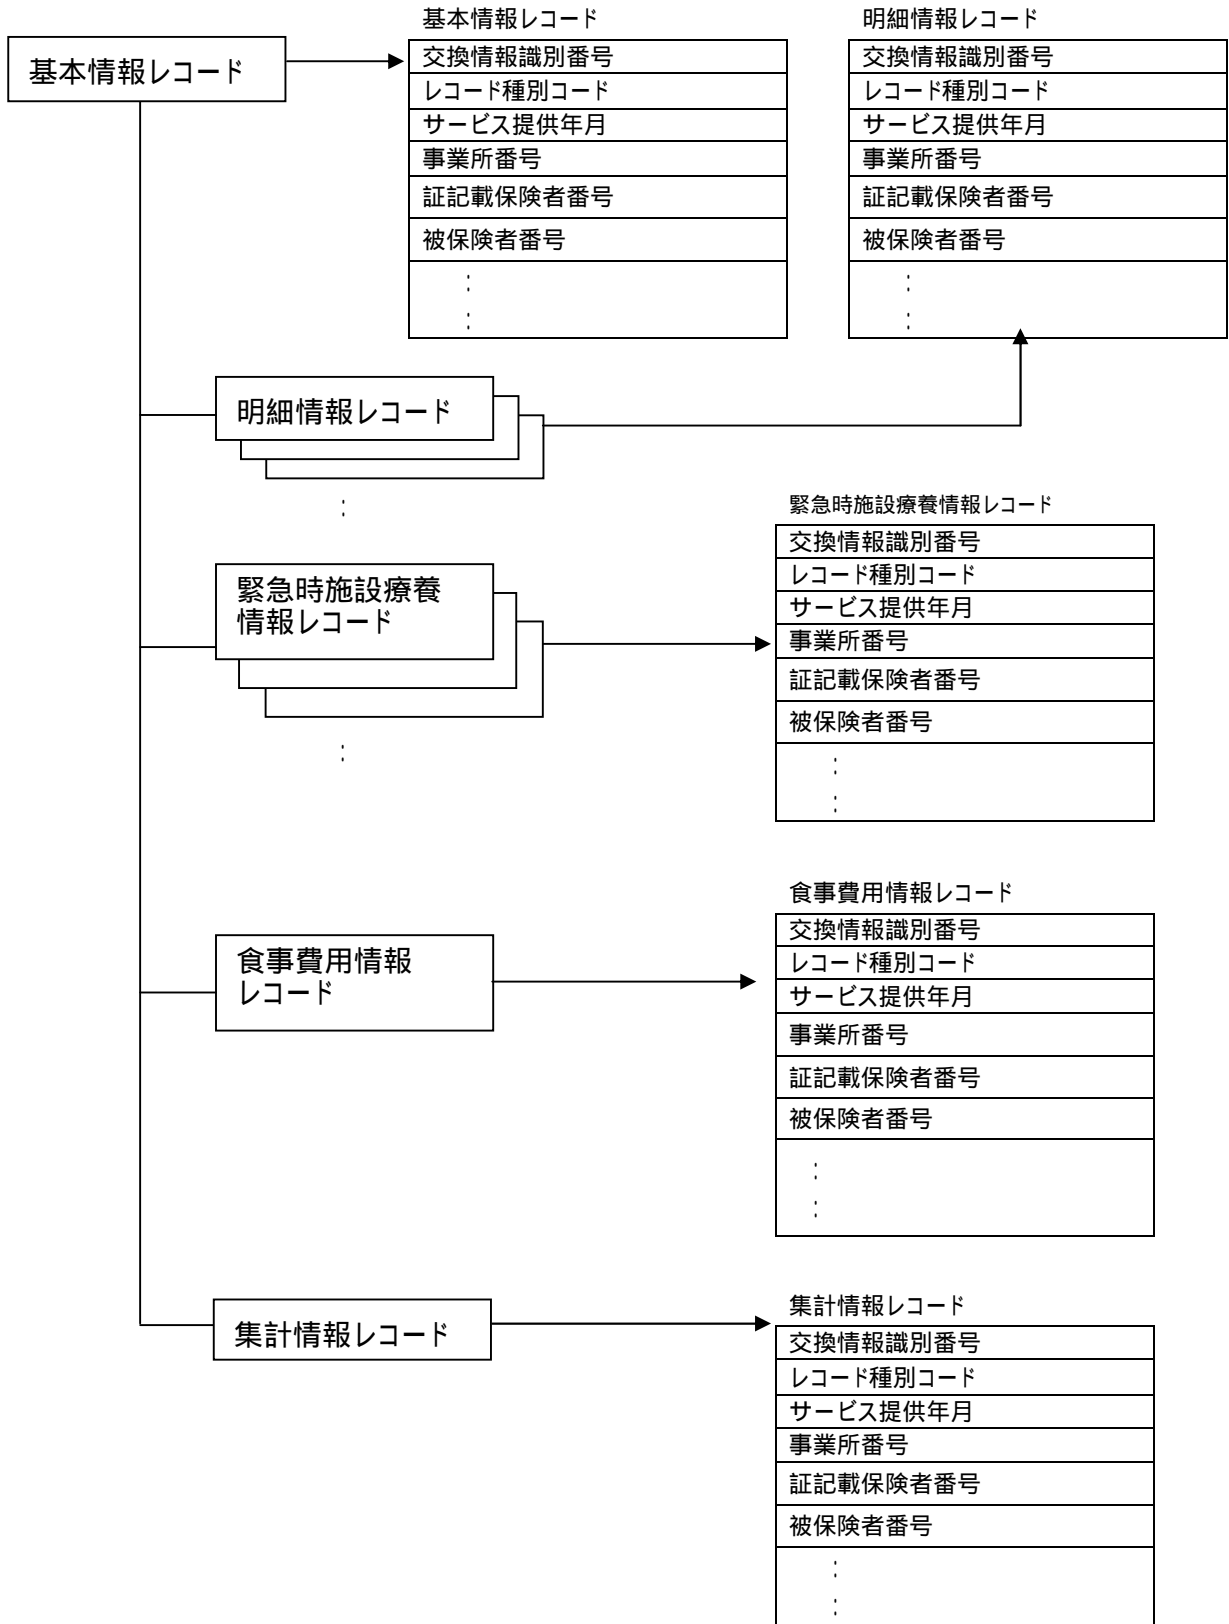 基本情報レコード
基本情報レコード
交換情報識別番号
レコード種別コード
サービス提供年月
事業所番号
証記載保険者番号
被保険者番号
:
:
明細情報レコード
交換情報識別番号
レコード種別コード
サービス提供年月
事業所番号
証記載保険者番号
被保険者番号
:
:
明細情報レコード
:
緊急時施設療養
情報レコード
:
緊急時施設療養情報レコード
交換情報識別番号
レコード種別コード
サービス提供年月
事業所番号
証記載保険者番号
被保険者番号
:
:
食事費用情報
レコード
食事費用情報レコード
交換情報識別番号
レコード種別コード
サービス提供年月
事業所番号
証記載保険者番号
被保険者番号
:
:
集計情報レコード
集計情報レコード
交換情報識別番号
レコード種別コード
サービス提供年月
事業所番号
証記載保険者番号
被保険者番号
:
: